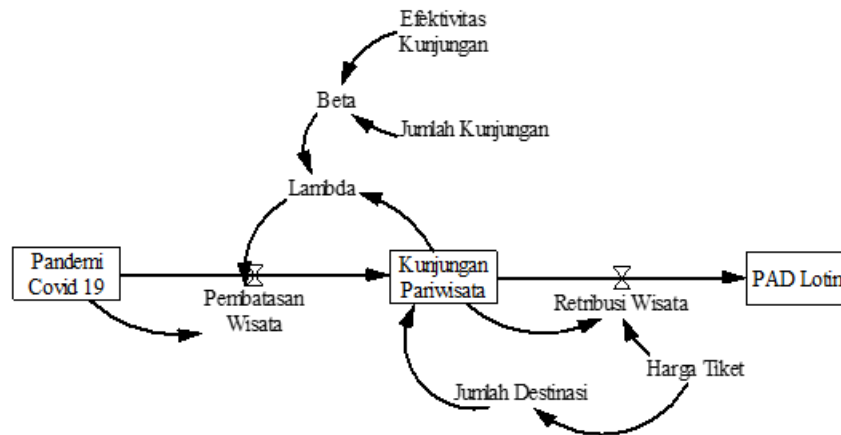 Efektivitas
Kunjungan
Beta
Jumlah Kunjungan
Lambda
Pandemi
Covid 19
Pembatasan
Wisata
Kunjungan
Pariwisata
Retribusi Wisata
PAD Lotim
Jumlah Destinasi
Harga Tiket